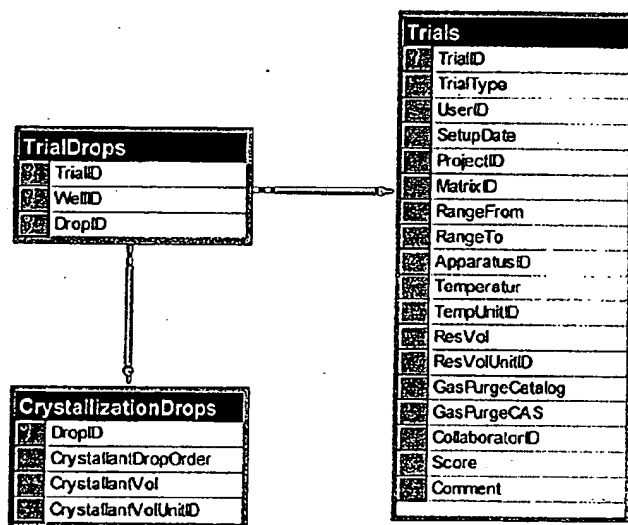 Trials
TrialID
TrialType
UserID
SetupDate
ProjectID
MatrixID
RangeFrom
RangeTo
ApparatusID
Temperatur
TempUnitID
ResVol
ResVolUnitID
GasPurgeCatalog
GasPurgeCAS
CollaboratorID
Score
Comment
TrialDrops
TrialID
WellID
DropID
CrystallizationDrops
DropID
CrystallantDropOrder
CrystallantVol
CrystallantVolUnitID